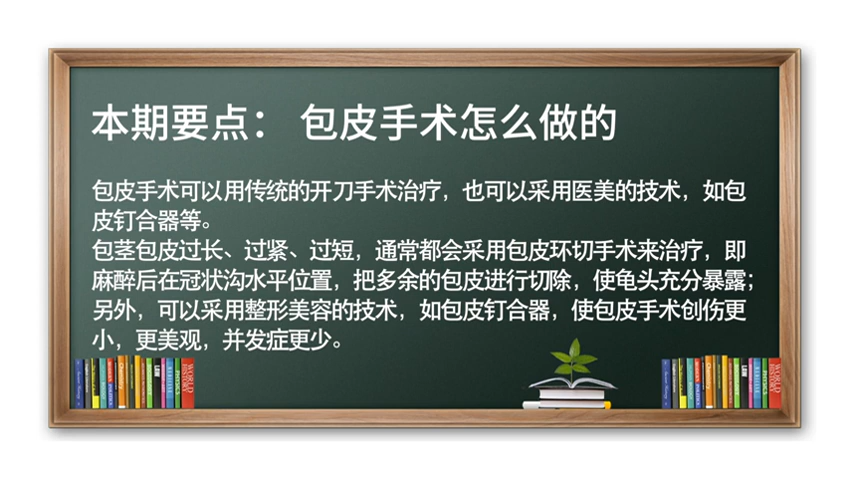 本期要点： 包皮手术怎么做的
包皮手术可以用传统的开刀手术治疗，也可以采用医美的技术，如包
皮钉合器等。
包茎包皮过长、过紧、过短，通常都会采用包皮环切手术来治疗，即
麻醉后在冠状沟水平位置，把多余的包皮进行切除，使龟头充分暴露；
另外，可以采用整形美容的技术，如包皮钉合器，使包皮手术创伤更
小，更美观，并发症更少。
WORLD HISTORY
WORLD HISTORY